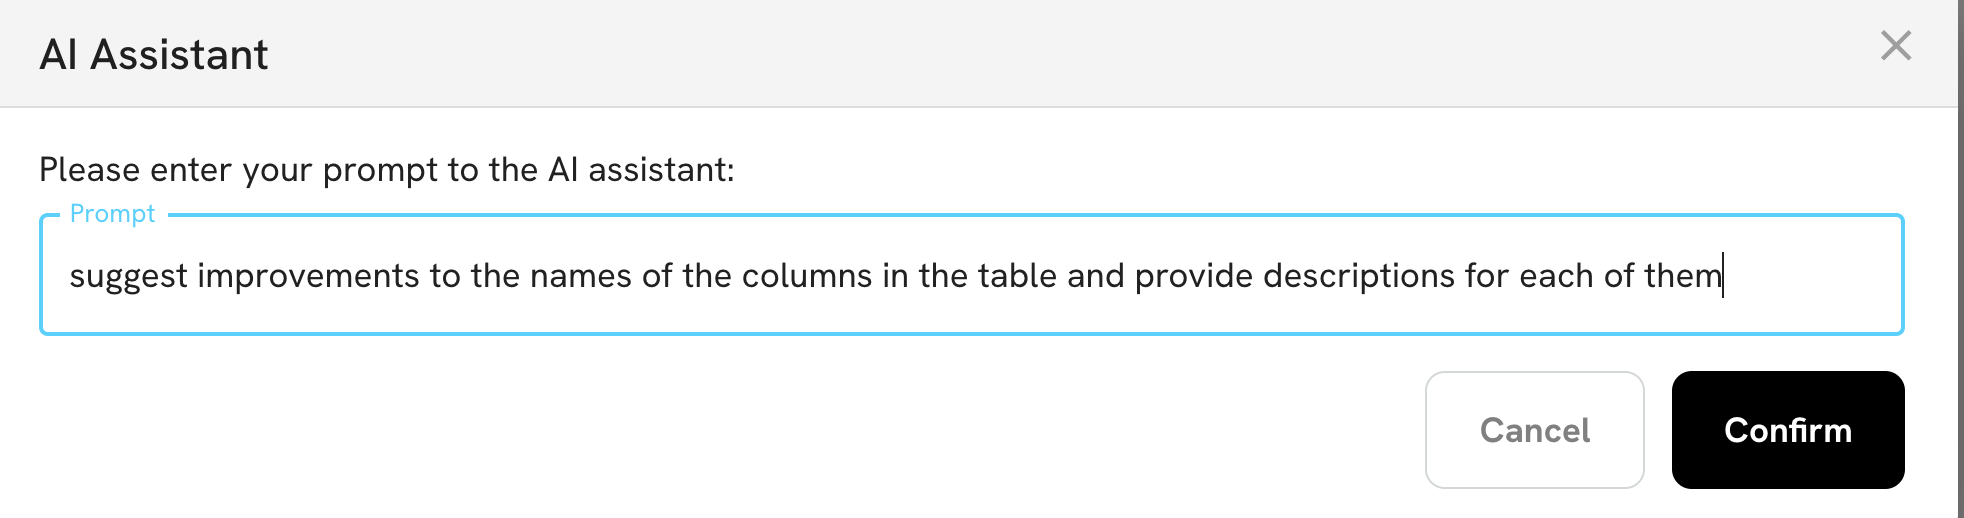 AI Assistant
Please enter your prompt to the AI assistant:
Prompt
suggest improvements to the names of the columns in the table and provide descriptions for each of them
Cancel
Confirm